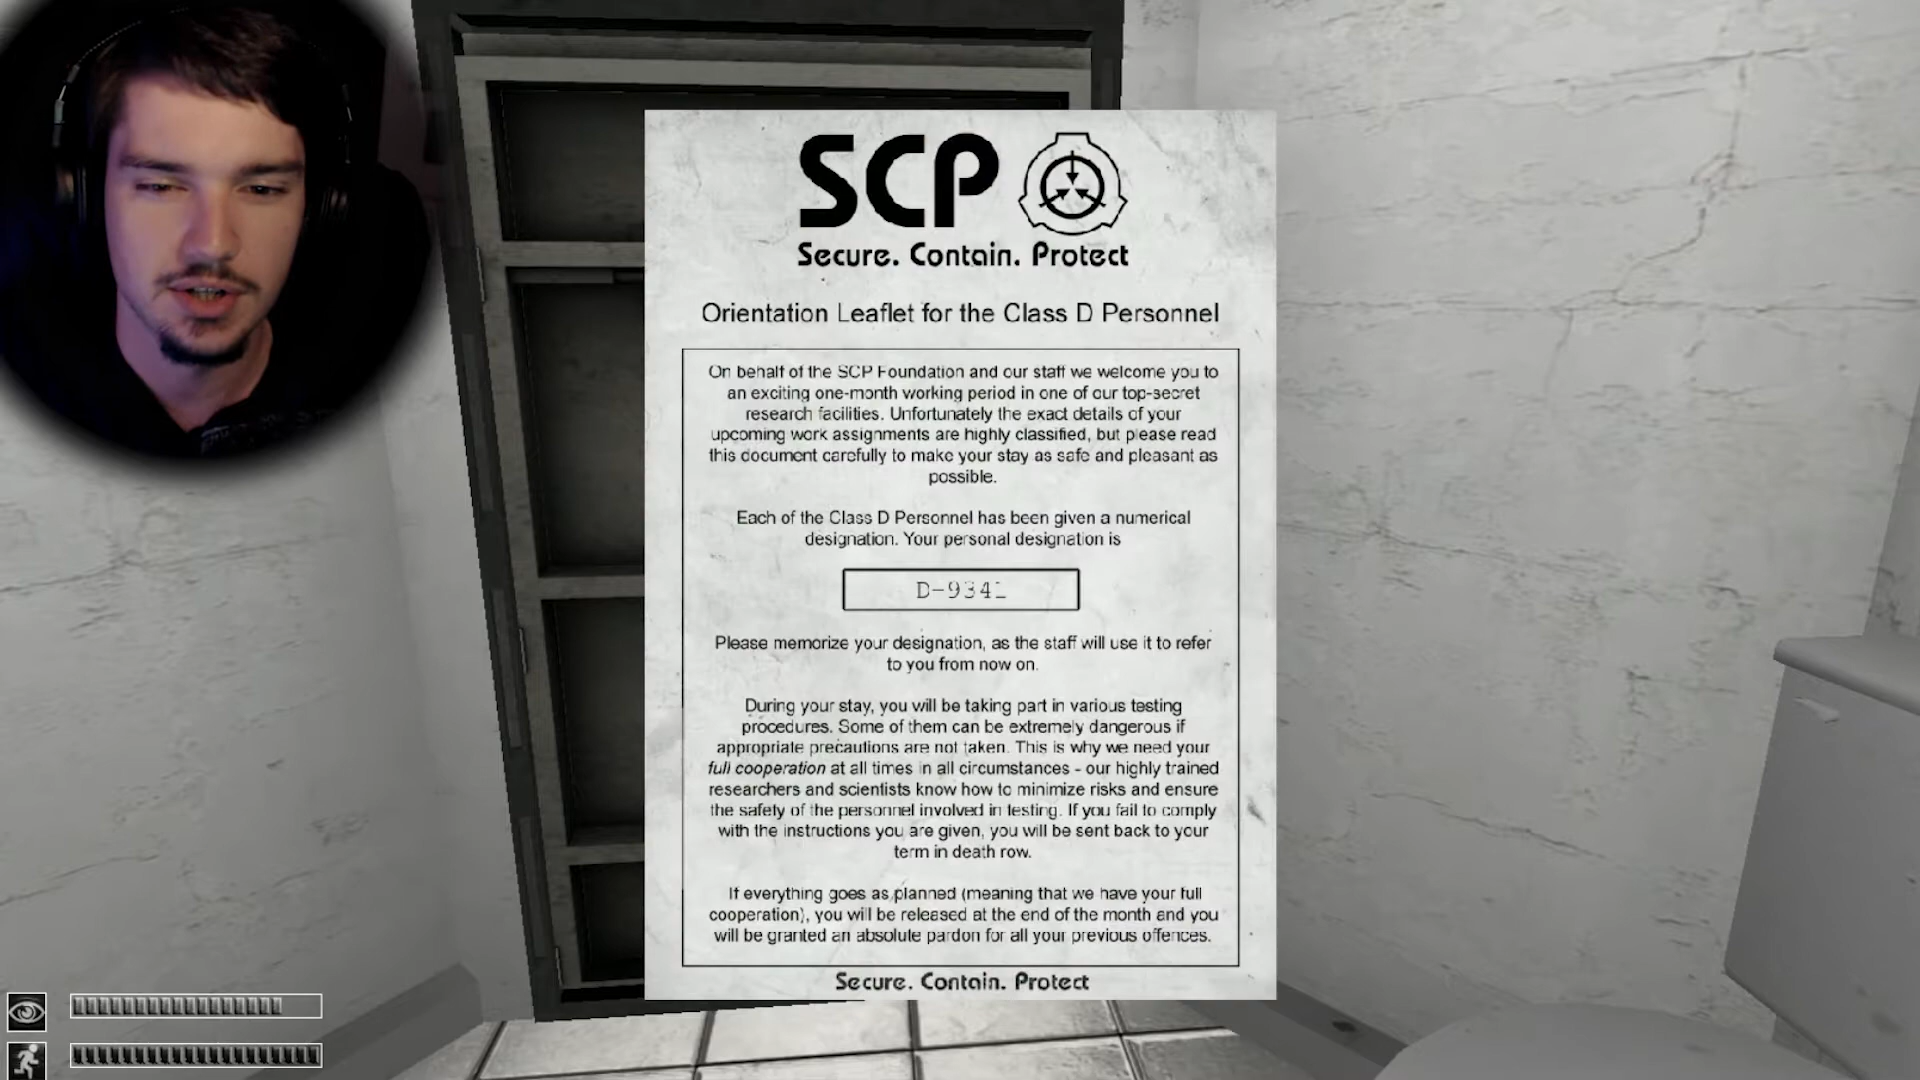 SCP
Secure. Contain. Protect
Orientation Leaflet for the Class D Personnel
On behalf of the SCP Foundation and our staff we welcome you to
an exciting one-month working period in one of our top-secret
research facilities. Unfortunately the exact details of your
upcoming work assignments are highly classified, but please read
this document carefully to make your stay as safe and pleasant as
possible.
Each of the Class D Personnel has been given a numerical
designation. Your personal designation is
D-9341
Please memorize your designation, as the staff will use it to refer
to you from now on.
During your stay, you will be taking part in various testing
procedures. Some of them can be extremely dangerous if
appropriate precautions are not taken. This is why we need your
full cooperation at all times in all circumstances - our highly trained
researchers and scientists know how to minimize risks and ensure
the safety of the personnel involved in testing. If you fail to comply
with the instructions you are given, you will be sent back to your
term in death row.
If everything goes as planned (meaning that we have your full
cooperation), you will be released at the end of the month and you
will be granted an absolute pardon for all your previous offences.
Secure. Contain. Protect